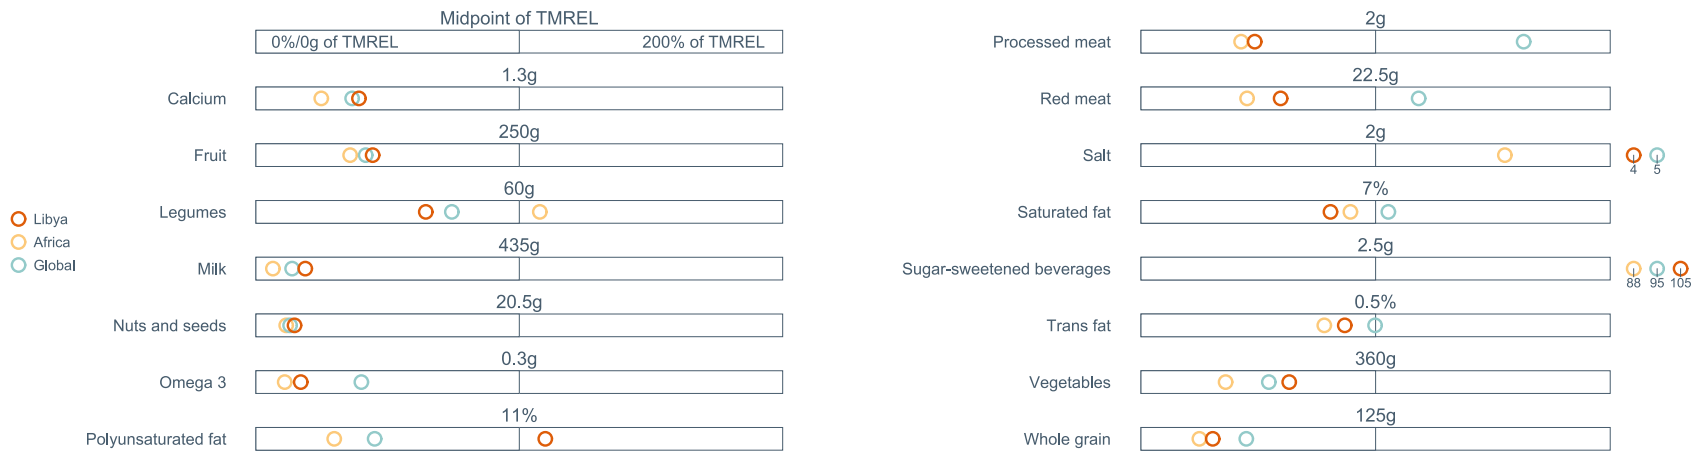 Midpoint of TMREL
0%/0g of TMREL
200% of TMREL
1.3g
Calcium
250g
Fruit
60g
Legumes
435g
Milk
20.5g
Nuts and seeds
0.3g
Omega 3
11%
Polyunsaturated fat
Libya
Africa
Global
2g
Processed meat
22.5g
Red meat
2g
Salt
4 5
7%
Saturated fat
2.5g
Sugar-sweetened beverages
88 95 105
0.5%
Trans fat
360g
Vegetables
125g
Whole grain